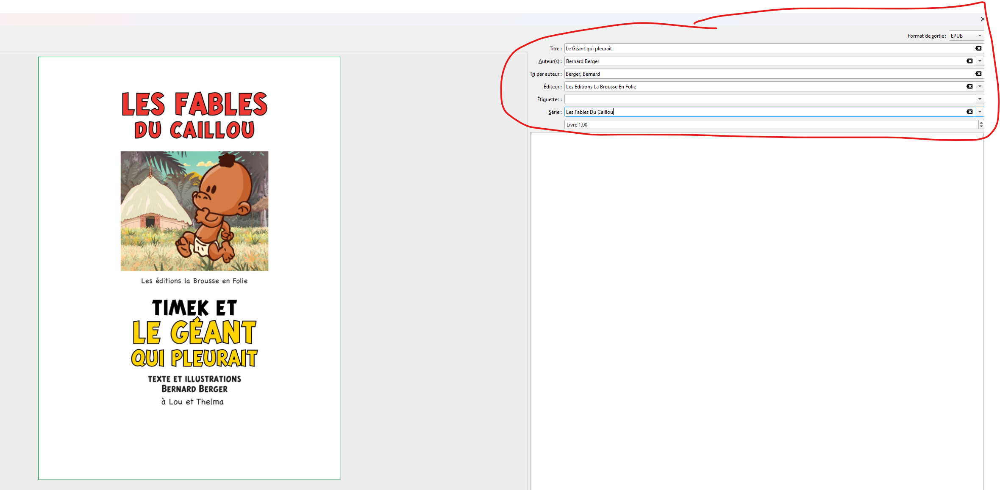 Format de sortie : EPUB
Titre : Le Géant qui pleurait
Auteur(s) : Bernard Berger
Tri par auteur : Berger, Bernard
Éditeur : Les Editions La Brousse En Folie
Étiquettes :
Série : Les Fables Du Caillou
Livre 1,00
LES FABLES
DU CAILLOU
Les éditions la Brousse en Folie
TIMEK ET
LE GÉANT
QUI PLEURAIT
TEXTE ET ILLUSTRATIONS
BERNARD BERGER
à Lou et Thelma